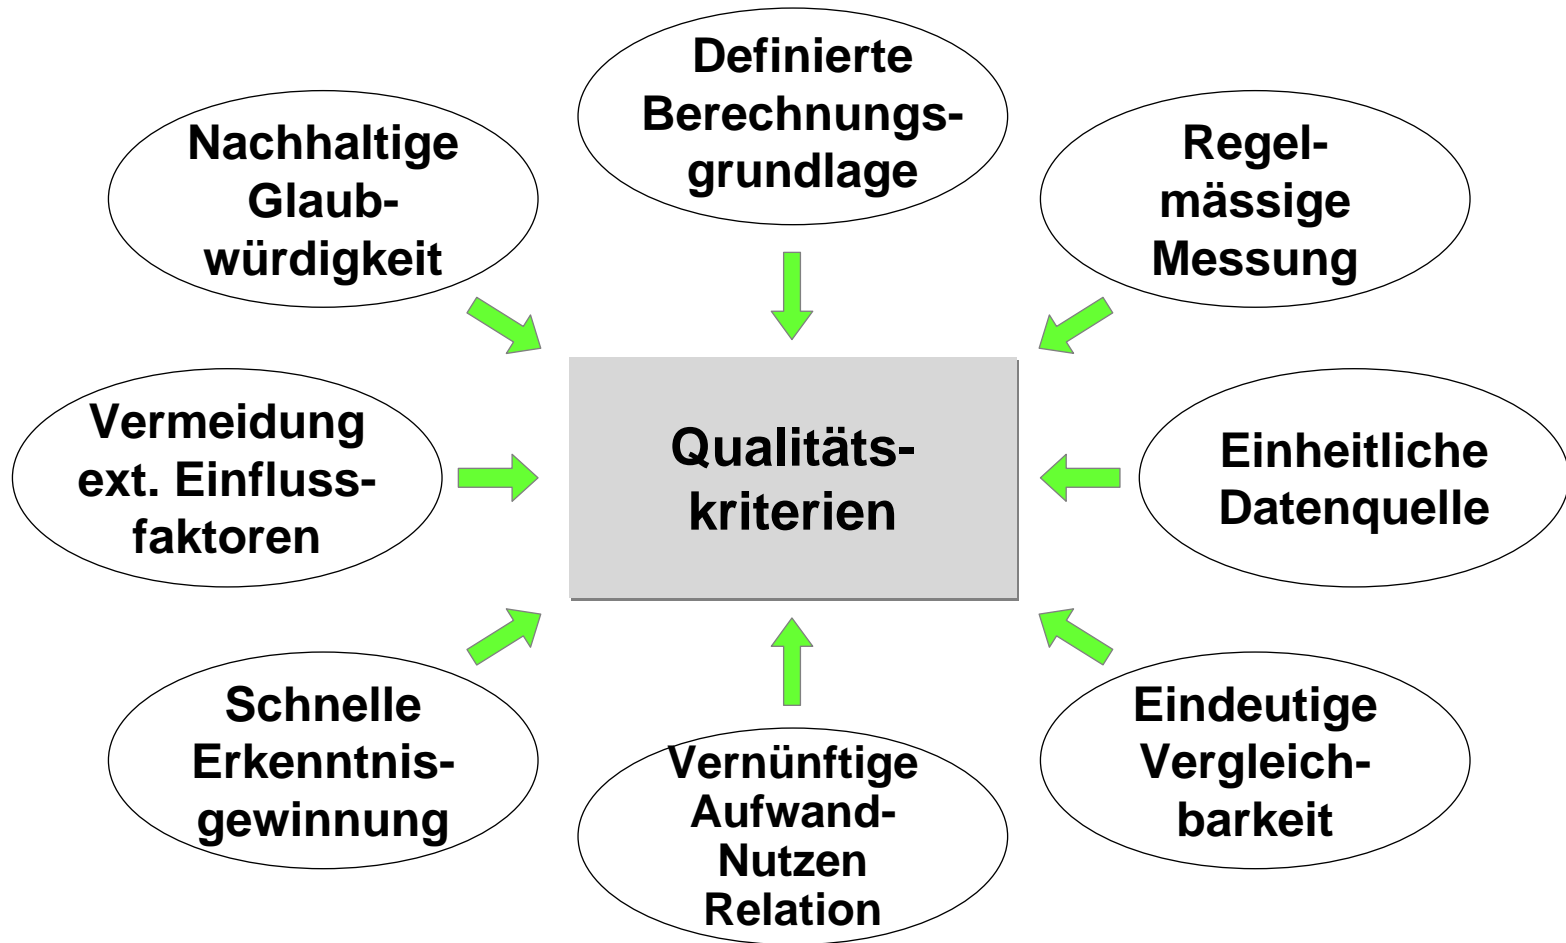 Definierte
Berechnungs-
grundlage
Nachhaltige
Glaub-
würdigkeit
Regel-
mässige
Messung
Vermeidung
ext. Einfluss-
faktoren
Qualitäts-
kriterien
Einheitliche
Datenquelle
Schnelle
Erkenntnis-
gewinnung
Vernünftige
Aufwand-
Nutzen
Relation
Eindeutige
Vergleich-
barkeit